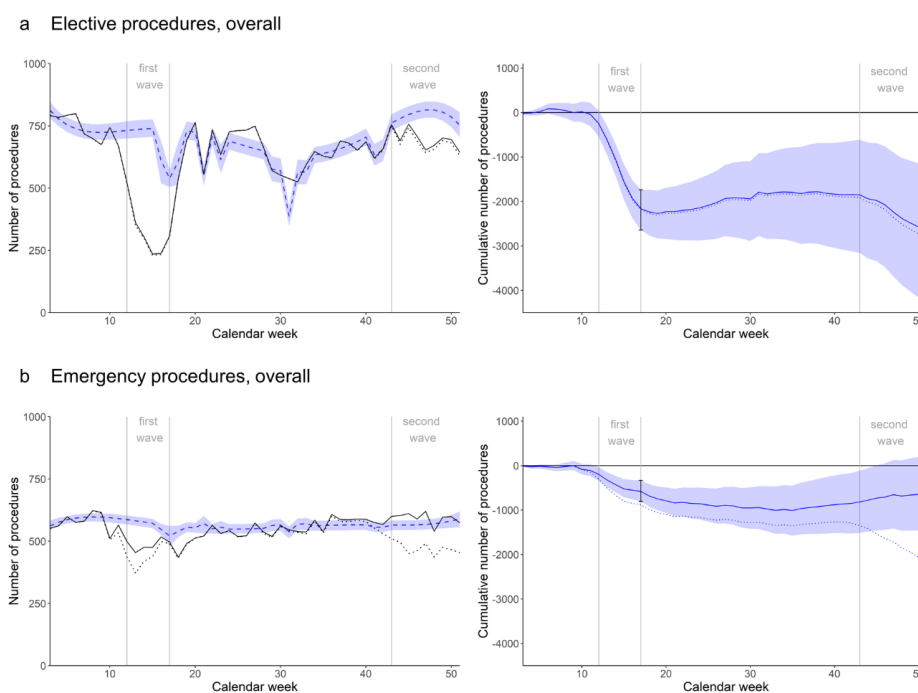 a Elective procedures, overall
Number of procedures
1000
750
500
250
0
first
wave
second
wave
10
20
30
40
50
Calendar week
Cumulative number of procedures
1000
0
-1000
-2000
-3000
-4000
first
wave
second
wave
10
20
30
40
Calendar week
b Emergency procedures, overall
Number of procedures
1000
750
500
250
0
first
wave
second
wave
10
20
30
40
50
Calendar week
Cumulative number of procedures
1000
0
-1000
-2000
-3000
-4000
first
wave
second
wave
10
20
30
40
Calendar week